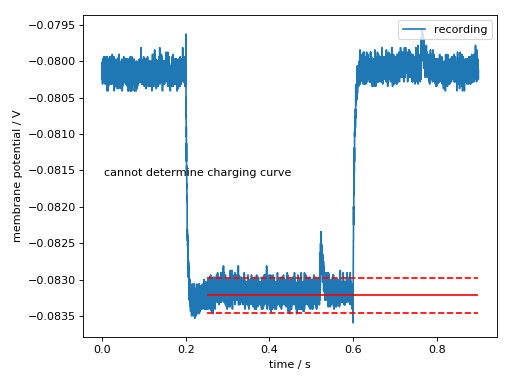 −0.0795
recording
−0.0800
−0.0805
−0.0810
−0.0815
cannot determine charging curve
−0.0820
−0.0825
−0.0830
−0.0835
membrane potential / V
0.0 0.2 0.4 0.6 0.8
time / s